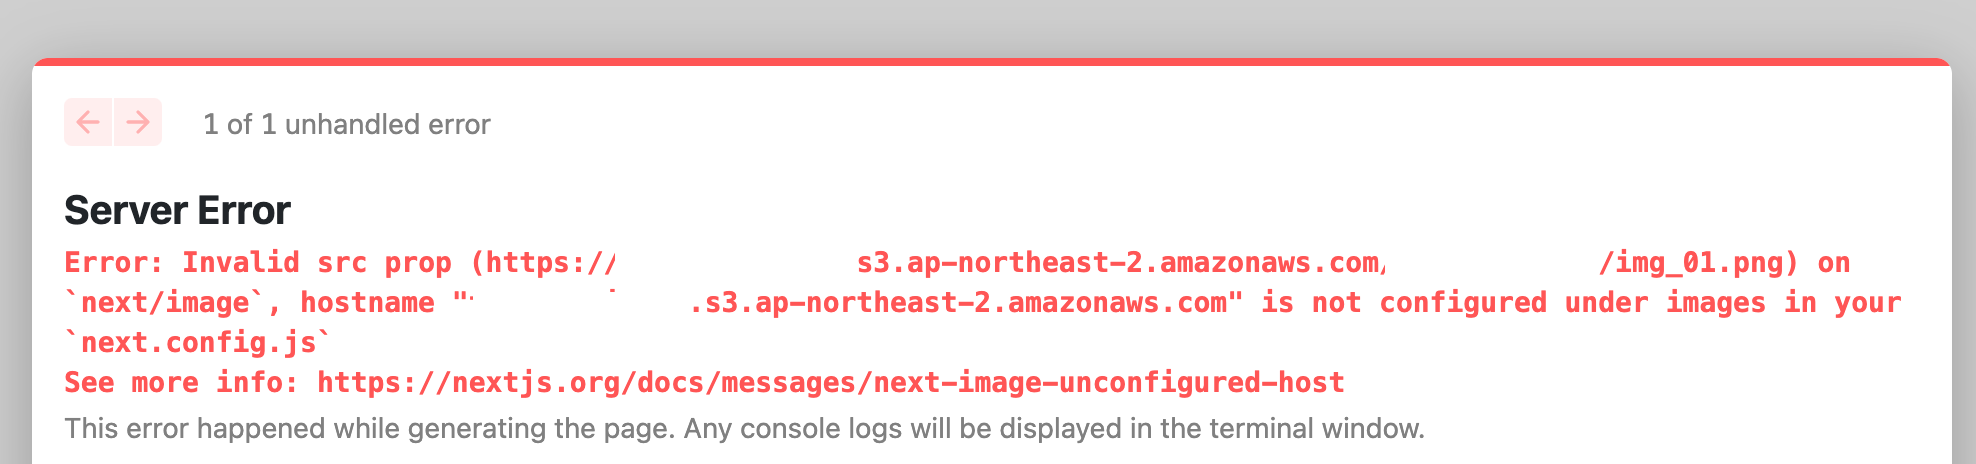 1 of 1 unhandled error
Server Error
Error: Invalid src prop (https:// s3.ap-northeast-2.amazonaws.com/ /img_01.png) on
`next/image`, hostname " .s3.ap-northeast-2.amazonaws.com" is not configured under images in your
`next.config.js`
See more info: https://nextjs.org/docs/messages/next-image-unconfigured-host
This error happened while generating the page. Any console logs will be displayed in the terminal window.